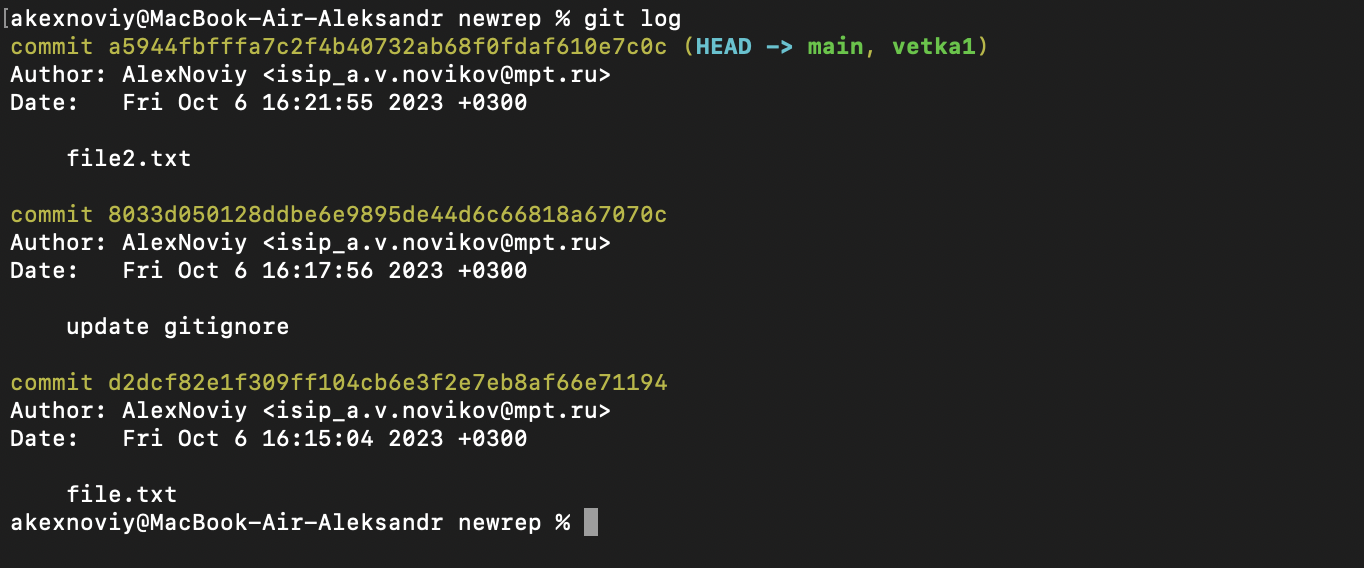 [akexnoviy@MacBook-Air-Aleksandr newrep % git log
commit a5944fbfffa7c2f4b40732ab68f0fdaf610e7c0c (HEAD -> main, vetka1)
Author: AlexNoviy <isip_a.v.novikov@mpt.ru>
Date:   Fri Oct 6 16:21:55 2023 +0300
    file2.txt
commit 8033d050128ddbe6e9895de44d6c66818a67070c
Author: AlexNoviy <isip_a.v.novikov@mpt.ru>
Date:   Fri Oct 6 16:17:56 2023 +0300
    update gitignore
commit d2dcf82e1f309ff104cb6e3f2e7eb8af66e71194
Author: AlexNoviy <isip_a.v.novikov@mpt.ru>
Date:   Fri Oct 6 16:15:04 2023 +0300
    file.txt
akexnoviy@MacBook-Air-Aleksandr newrep %